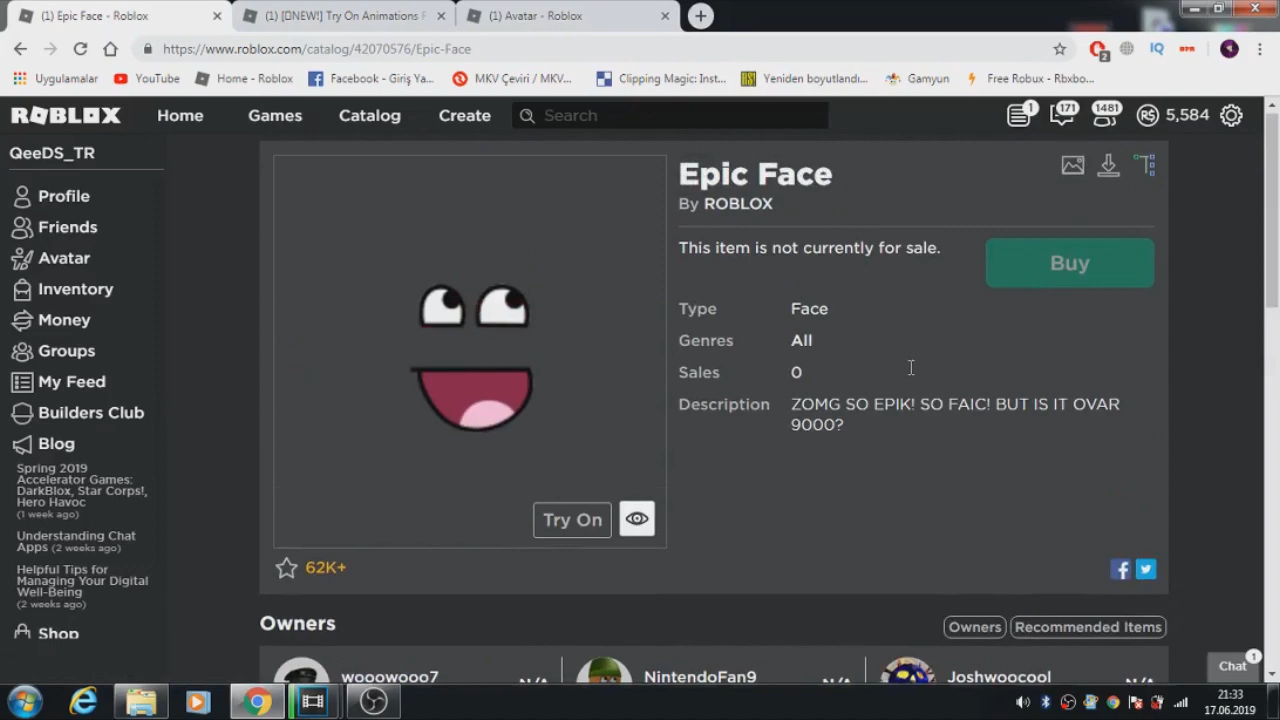 (1) Epic Face - Roblox
(1) [NEW!] Try On Animations F
(1) Avatar - Roblox
https://www.roblox.com/catalog/42070576/Epic-Face
2
Uygulamalar
YouTube
Home - Roblox
Facebook - Giriş Ya...
MKV Çeviri / MKV...
Clipping Magic: Inst...
Yeniden boyutlandı...
Gamyun
Free Robux - Rbxbo...
ROBLOX
Home
Games
Catalog
Create
Search
1
171
1481
R$ 5,584
QeeDS_TR
Profile
Friends
Avatar
Inventory
Money
Groups
My Feed
Builders Club
Blog
Spring 2019
Accelerator Games:
DarkBlox, Star Corps!,
Hero Havoc
(1 week ago)
Understanding Chat
Apps (2 weeks ago)
Helpful Tips for
Managing Your Digital
Well-Being
(2 weeks ago)
Shop
Try On
62K+
Epic Face
By ROBLOX
This item is not currently for sale.
Buy
Type Face
Genres All
Sales 0
Description ZOMG SO EPIK! SO FAIC! BUT IS IT OVAR
9000?
Owners
Owners
Recommended Items
wooowooo7
N/A
NintendoFan9
N/A
Joshwoocool
N/A
Chat
1
21:33
17.06.2019